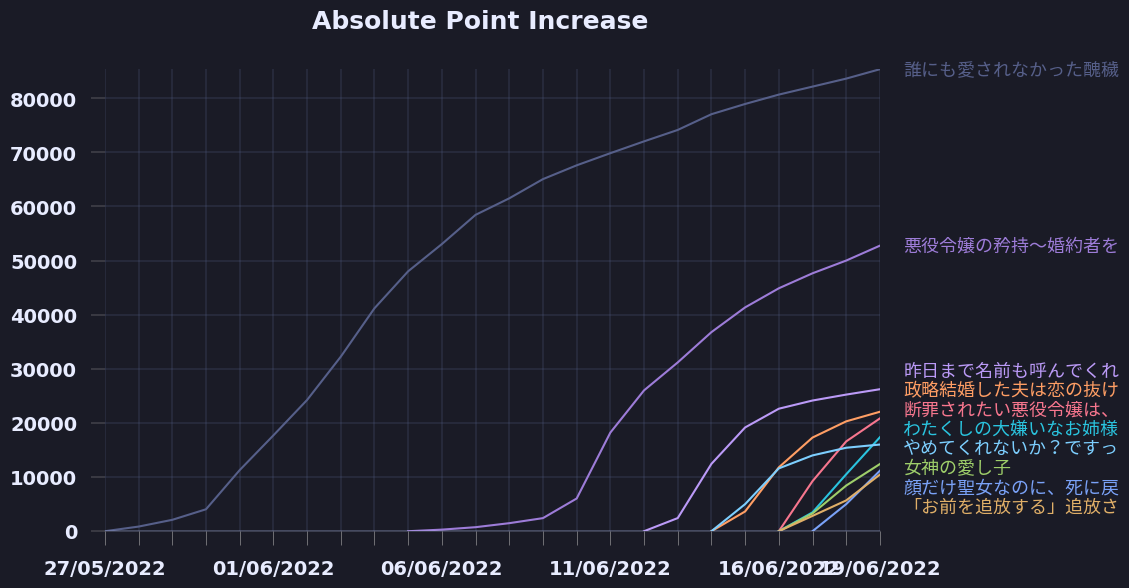 Absolute Point Increase
誰にも愛されなかった醜穢
80000
70000
60000
悪役令嬢の矜持～婚約者を
50000
40000
30000
昨日まで名前も呼んでくれ
政略結婚した夫は恋の抜け
断罪されたい悪役令嬢は、
20000
わたくしの大嫌いなお姉様
やめてくれないか？ですっ
女神の愛し子
10000
顔だけ聖女なのに、死に戻
「お前を追放する」追放さ
0
27/05/2022
01/06/2022
06/06/2022
11/06/2022
16/06/2022
19/06/2022